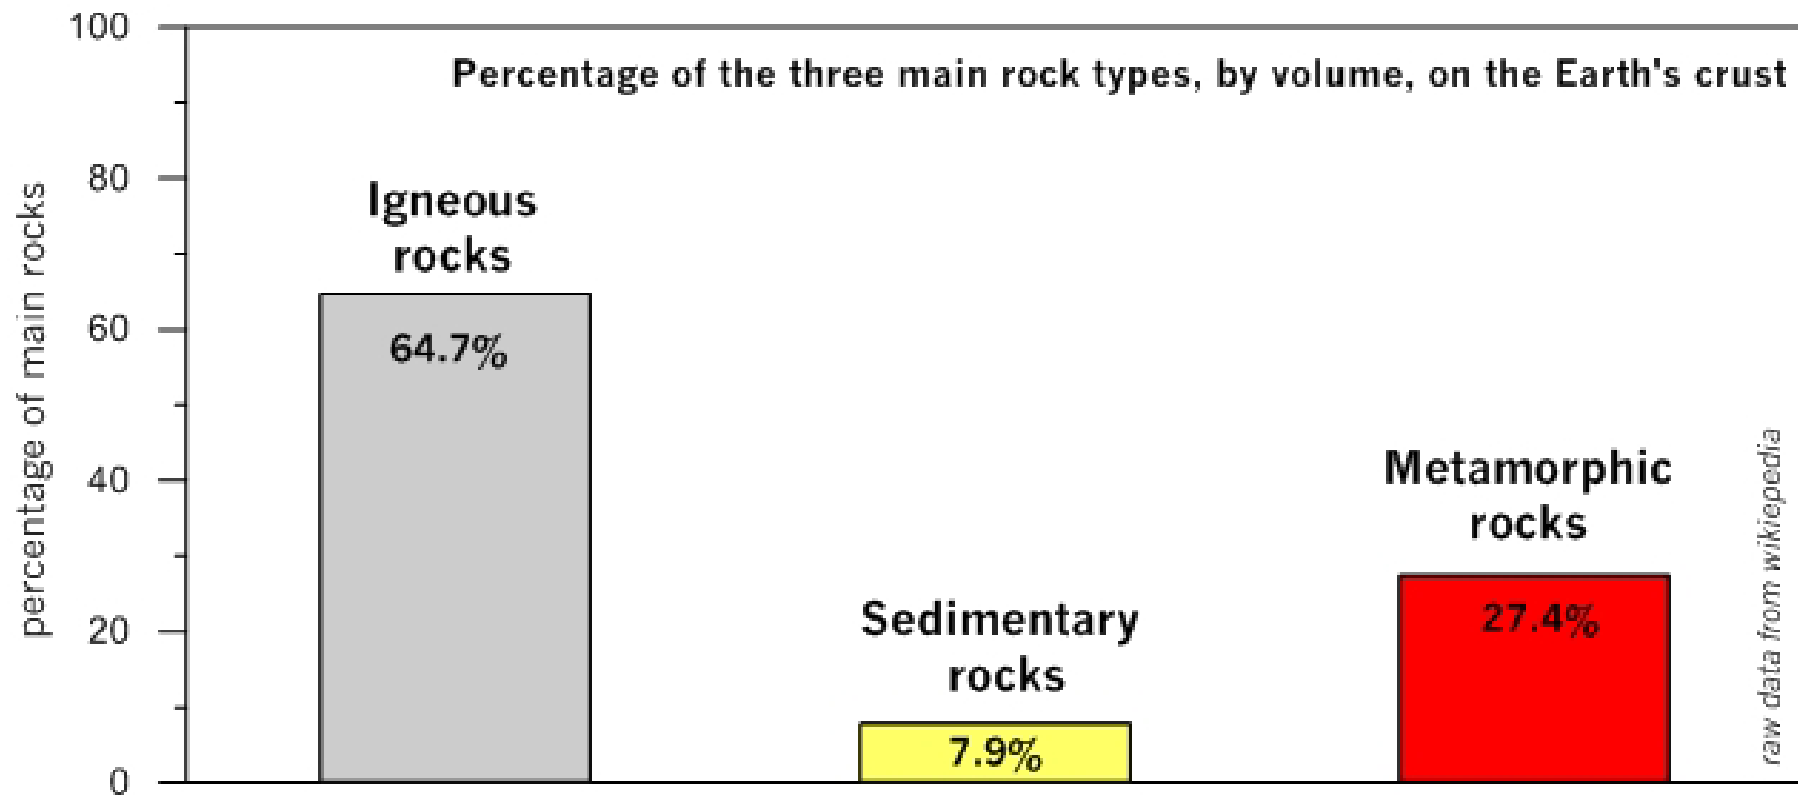 Percentage of the three main rock types, by volume, on the Earth's crust
percentage of main rocks
100
80
60
40
20
0
Igneous
rocks
64.7%
Sedimentary
rocks
7.9%
Metamorphic
rocks
27.4%
raw data from wikiepedia